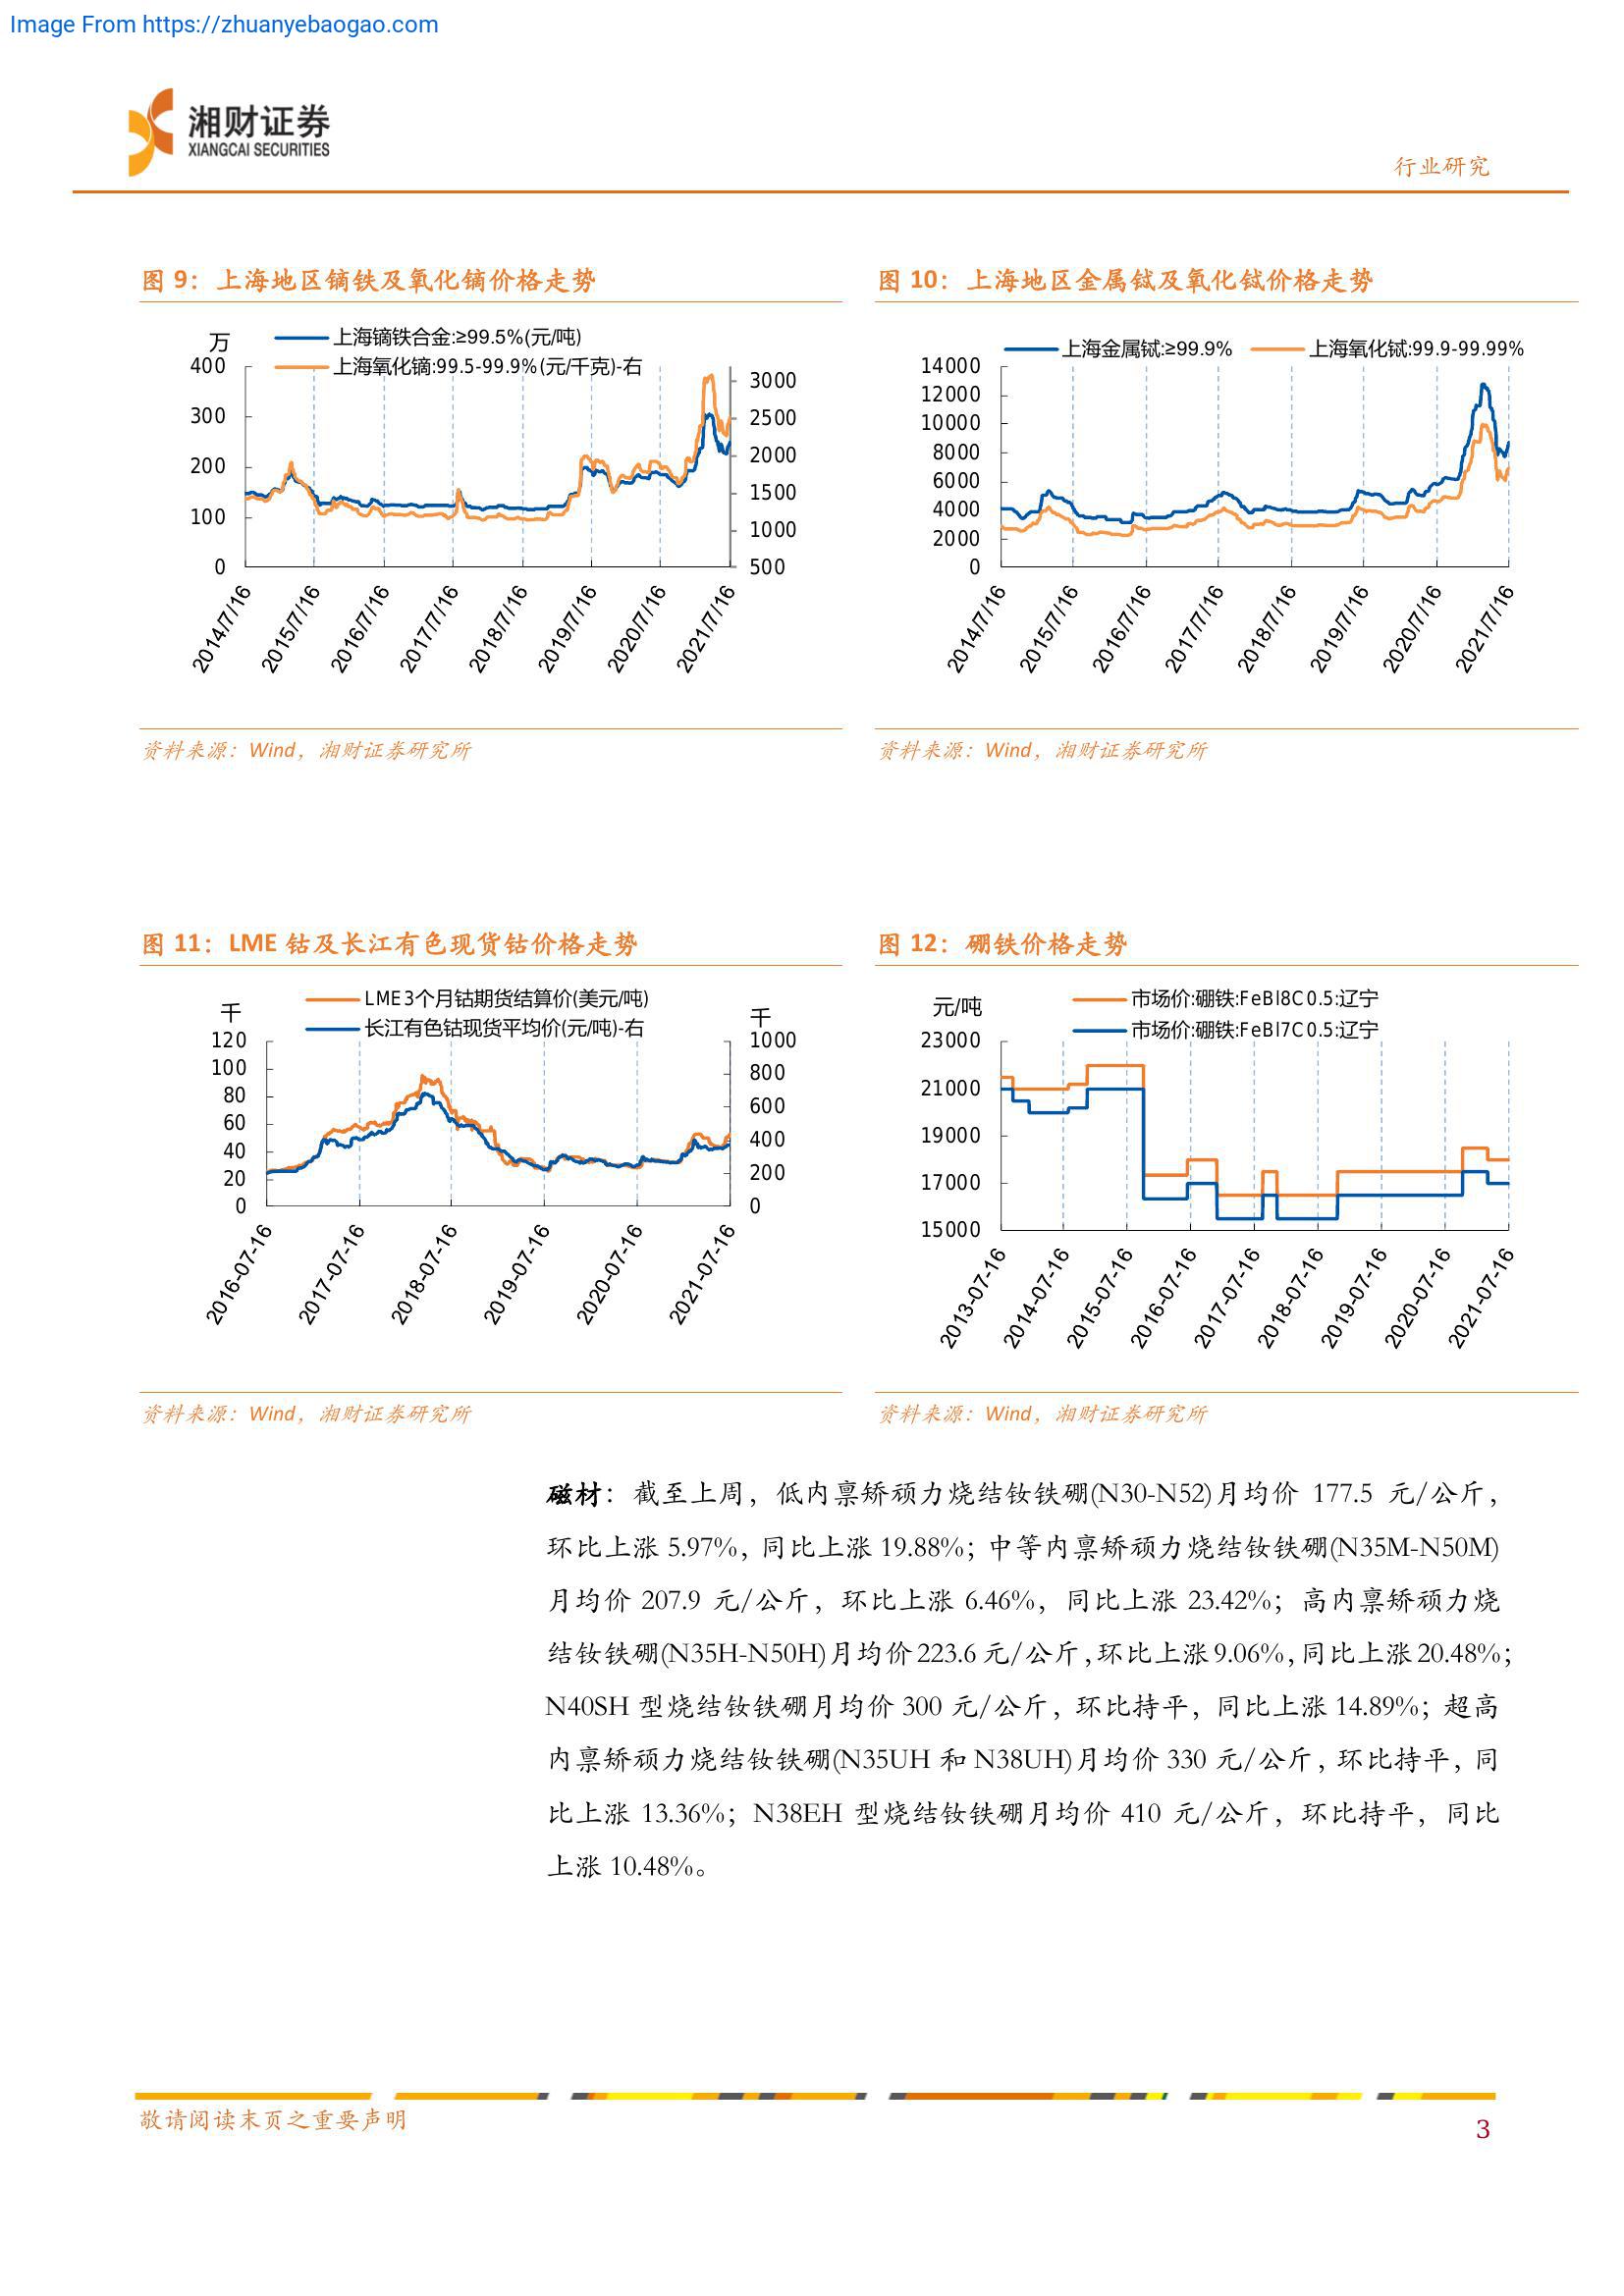 Image From https://zhuanyebaogao.com
湘财证券
XIANGCAI SECURITIES
行业研究
图 9：上海地区镝铁及氧化镝价格走势
万
上海镝铁合金:≥99.5%(元/吨)
上海氧化镝:99.5-99.9%(元/千克)-右
400
300
200
100
0
3000
2500
2000
1500
1000
500
2014/7/16
2015/7/16
2016/7/16
2017/7/16
2018/7/16
2019/7/16
2020/7/16
2021/7/16
资料来源：Wind，湘财证券研究所
图 10：上海地区金属铽及氧化铽价格走势
上海金属铽:≥99.9%
上海氧化铽:99.9-99.99%
14000
12000
10000
8000
6000
4000
2000
0
2014/7/16
2015/7/16
2016/7/16
2017/7/16
2018/7/16
2019/7/16
2020/7/16
2021/7/16
资料来源：Wind，湘财证券研究所
图 11：LME 钴及长江有色现货钴价格走势
千
LME3个月钴期货结算价(美元/吨)
长江有色钴现货平均价(元/吨)-右
千
120
100
80
60
40
20
0
1000
800
600
400
200
0
2016-07-16
2017-07-16
2018-07-16
2019-07-16
2020-07-16
2021-07-16
资料来源：Wind，湘财证券研究所
图 12：硼铁价格走势
元/吨
市场价:硼铁:FeBl8C0.5:辽宁
市场价:硼铁:FeBl7C0.5:辽宁
23000
21000
19000
17000
15000
2013-07-16
2014-07-16
2015-07-16
2016-07-16
2017-07-16
2018-07-16
2019-07-16
2020-07-16
2021-07-16
资料来源：Wind，湘财证券研究所
磁材：截至上周，低内禀矫顽力烧结钕铁硼(N30-N52)月均价 177.5 元/公斤，
环比上涨 5.97%，同比上涨 19.88%；中等内禀矫顽力烧结钕铁硼(N35M-N50M)
月均价 207.9 元/公斤，环比上涨 6.46%，同比上涨 23.42%；高内禀矫顽力烧
结钕铁硼(N35H-N50H)月均价 223.6 元/公斤，环比上涨 9.06%，同比上涨 20.48%；
N40SH 型烧结钕铁硼月均价 300 元/公斤，环比持平，同比上涨 14.89%；超高
内禀矫顽力烧结钕铁硼(N35UH 和 N38UH)月均价 330 元/公斤，环比持平，同
比上涨 13.36%；N38EH 型烧结钕铁硼月均价 410 元/公斤，环比持平，同比
上涨 10.48%。
敬请阅读末页之重要声明
3